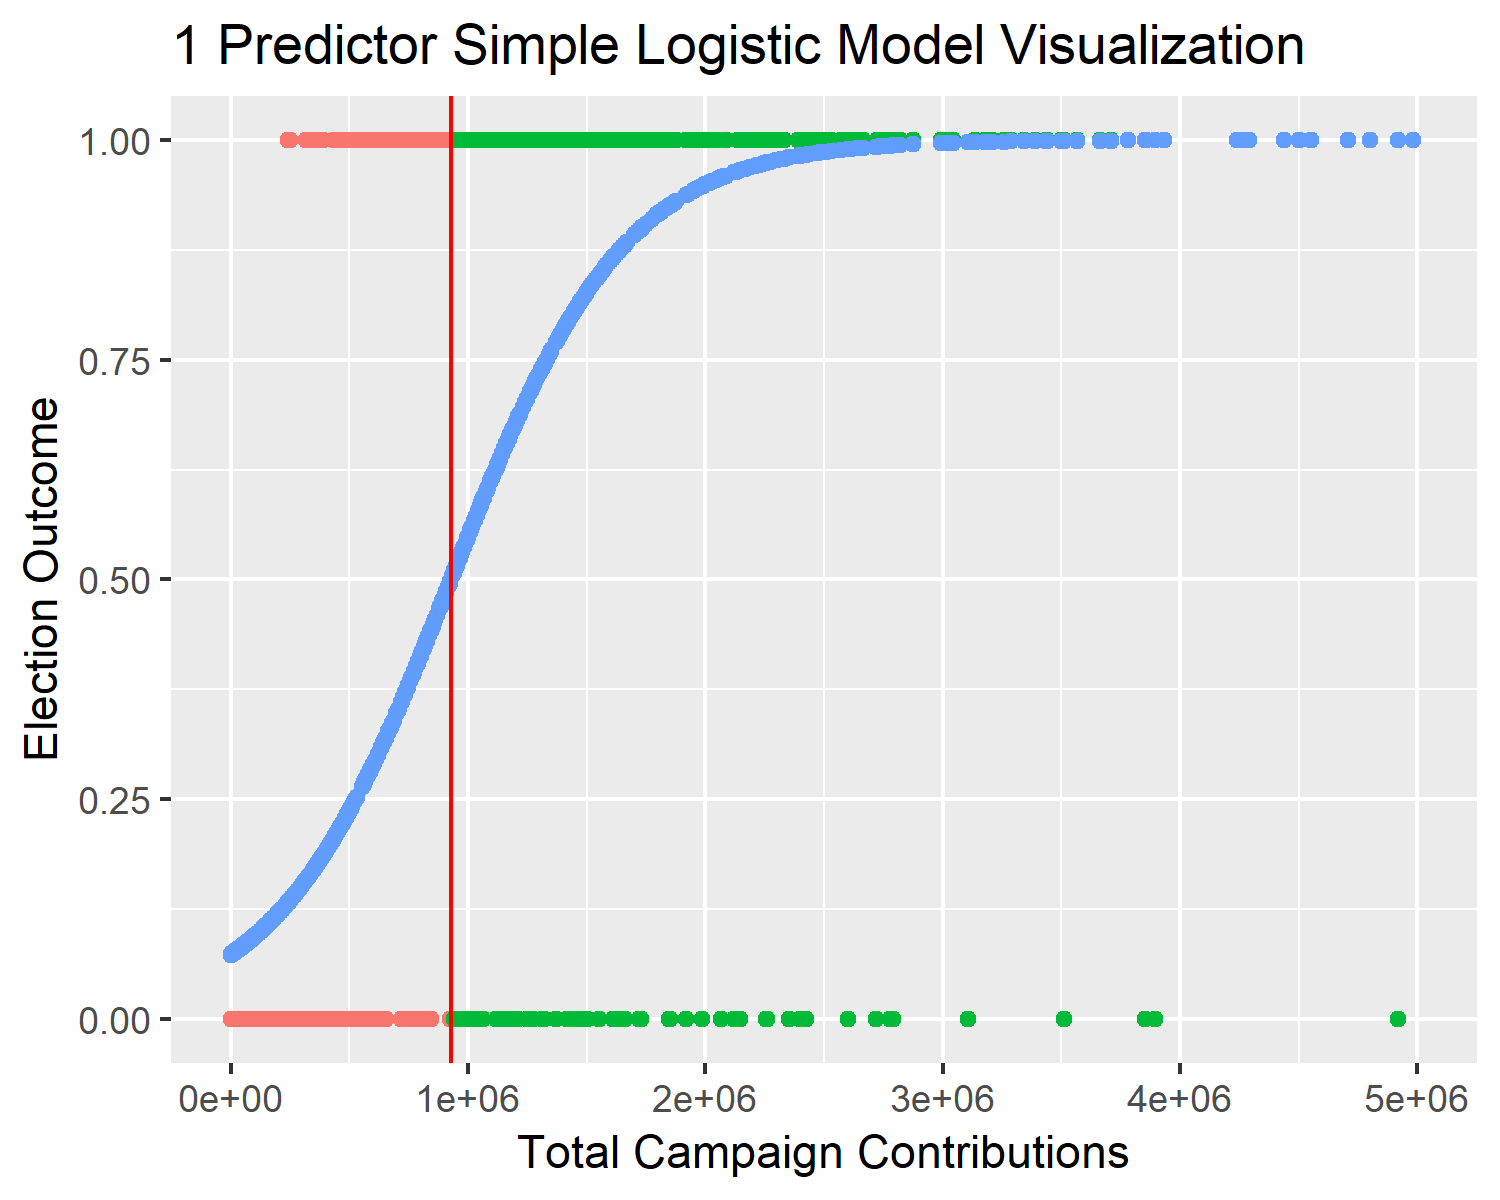 1 Predictor Simple Logistic Model Visualization
1.00
0.75
0.50
0.25
0.00
Election Outcome
0e+00 1e+06 2e+06 3e+06 4e+06 5e+06
Total Campaign Contributions